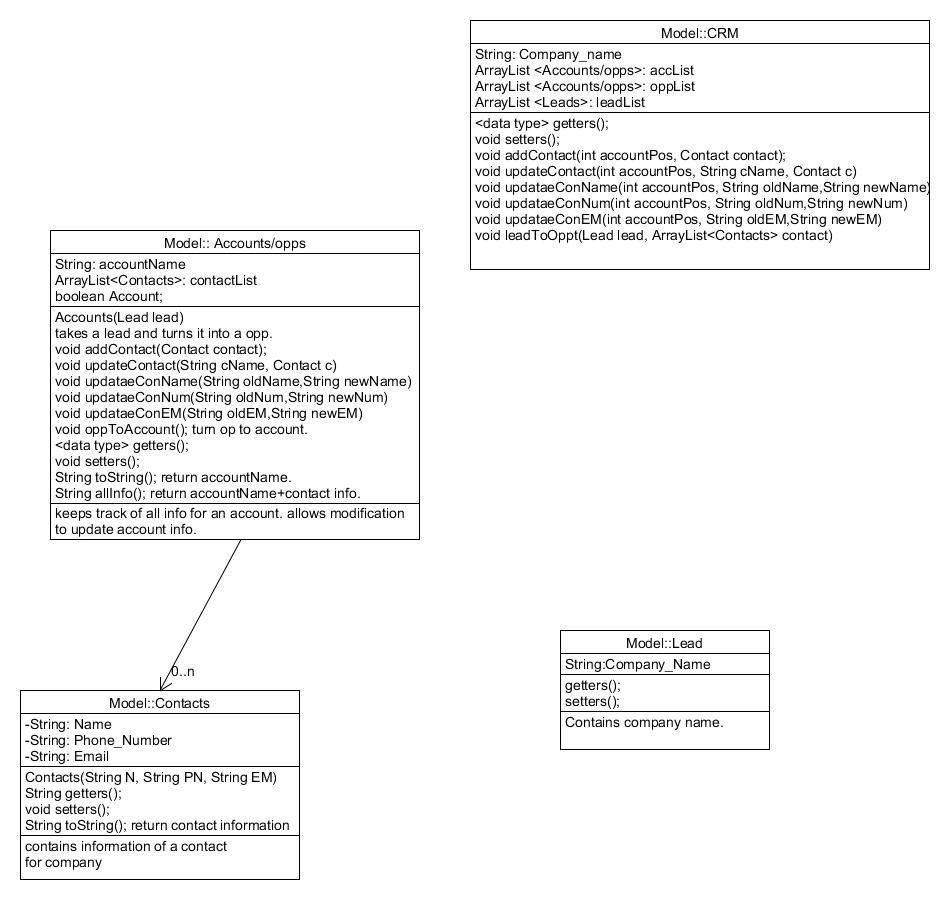 Model::CRM
String: Company_name
ArrayList <Accounts/opps>: accList
ArrayList <Accounts/opps>: oppList
ArrayList <Leads>: leadList
<data type> getters();
void setters();
void addContact(int accountPos, Contact contact);
void updateContact(int accountPos, String cName, Contact c)
void updataeConName(int accountPos, String oldName,String newName)
void updataeConNum(int accountPos, String oldNum,String newNum)
void updataeConEM(int accountPos, String oldEM,String newEM)
void leadToOppt(Lead lead, ArrayList<Contacts> contact)
Model:: Accounts/opps
String: accountName
ArrayList<Contacts>: contactList
boolean Account;
Accounts(Lead lead)
takes a lead and turns it into a opp.
void addContact(Contact contact);
void updateContact(String cName, Contact c)
void updataeConName(String oldName,String newName)
void updataeConNum(String oldNum,String newNum)
void updataeConEM(String oldEM,String newEM)
void oppToAccount(); turn op to account.
<data type> getters();
void setters();
String toString(); return accountName.
String allInfo(); return accountName+contact info.
keeps track of all info for an account. allows modification
to update account info.
0..n
Model::Contacts
-String: Name
-String: Phone_Number
-String: Email
Contacts(String N, String PN, String EM)
String getters();
void setters();
String toString(); return contact information
contains information of a contact
for company
Model::Lead
String:Company_Name
getters();
setters();
Contains company name.